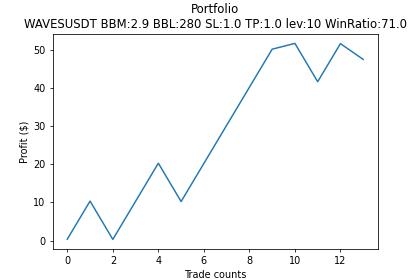 Portfolio
WAVESUSDT BBM:2.9 BBL:280 SL:1.0 TP:1.0 lev:10 WinRatio:71.0
50
40
30
20
10
0
Profit ($)
0 2 4 6 8 10 12
Trade counts